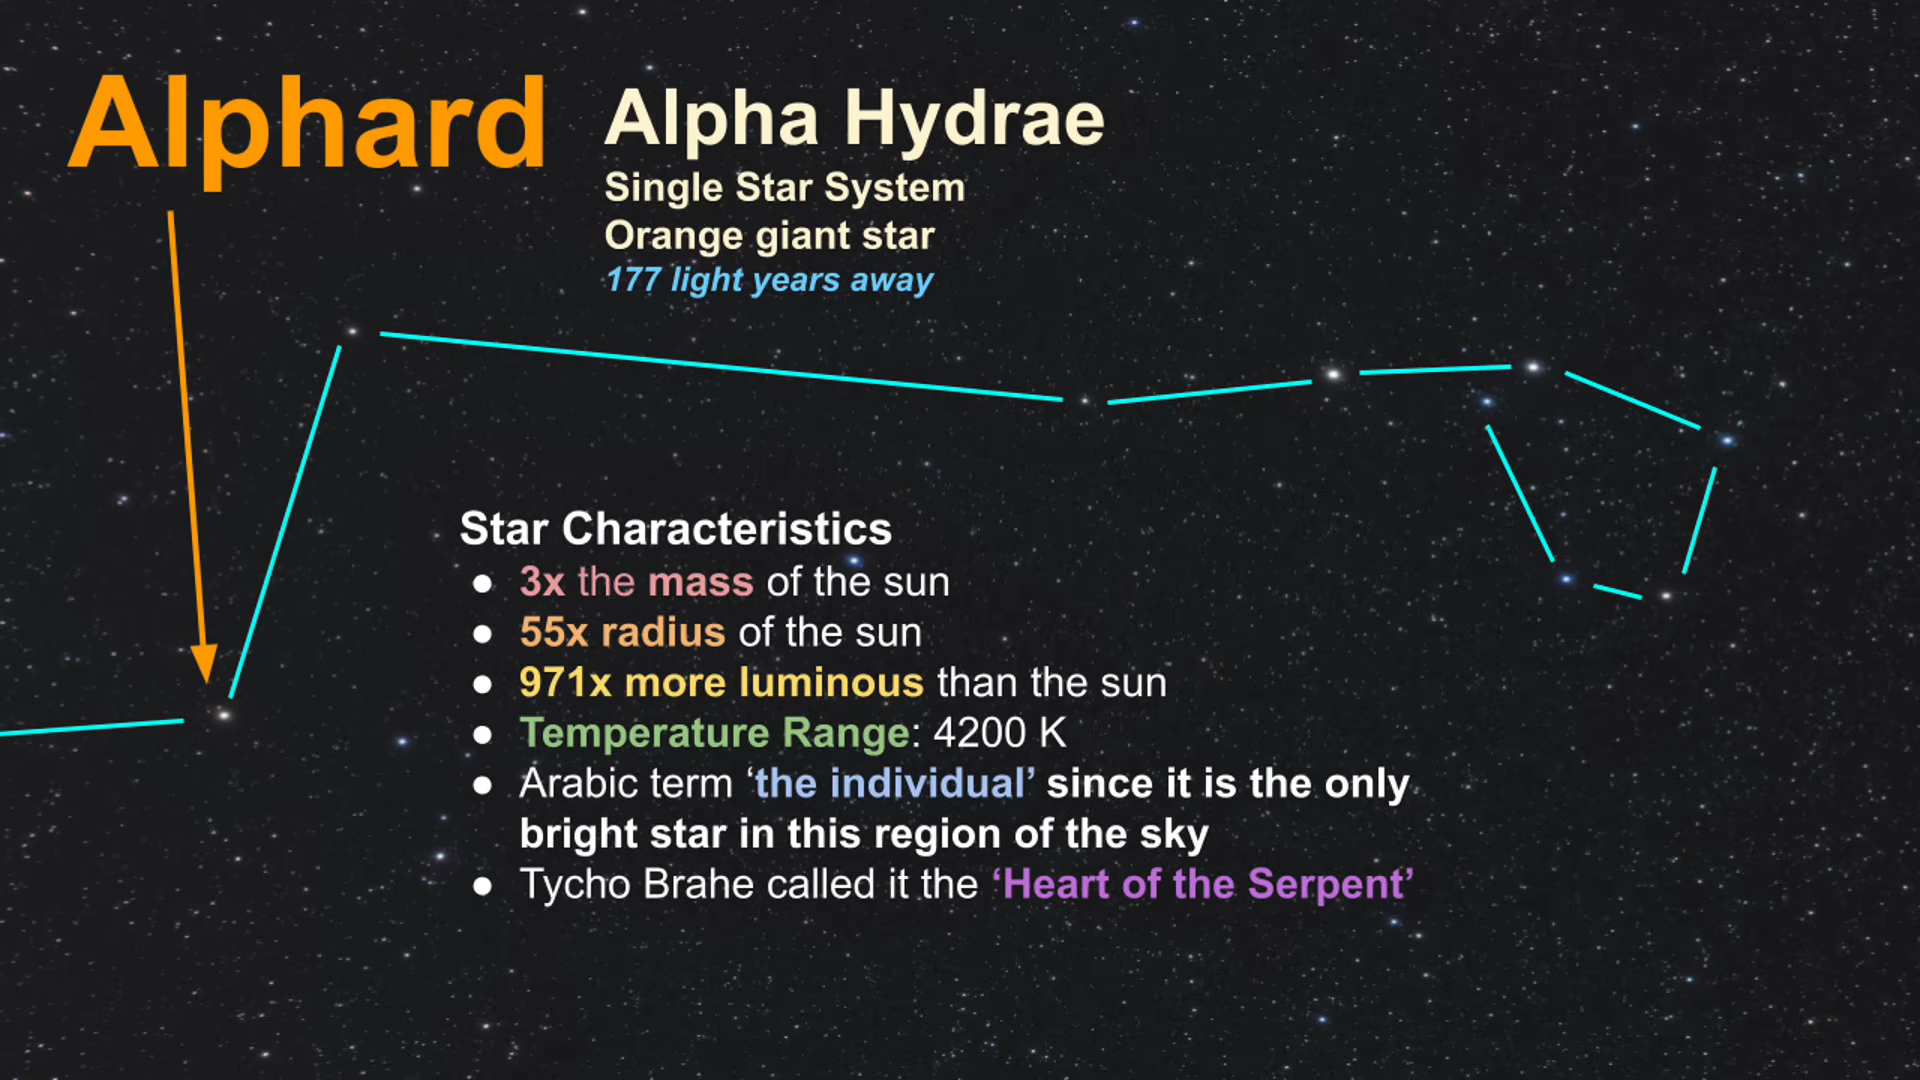 Alphard
Alpha Hydrae
Single Star System
Orange giant star
177 light years away
Star Characteristics
● 3x the mass of the sun
● 55x radius of the sun
● 971x more luminous than the sun
● Temperature Range: 4200 K
● Arabic term ‘the individual’ since it is the only
bright star in this region of the sky
● Tycho Brahe called it the ‘Heart of the Serpent’